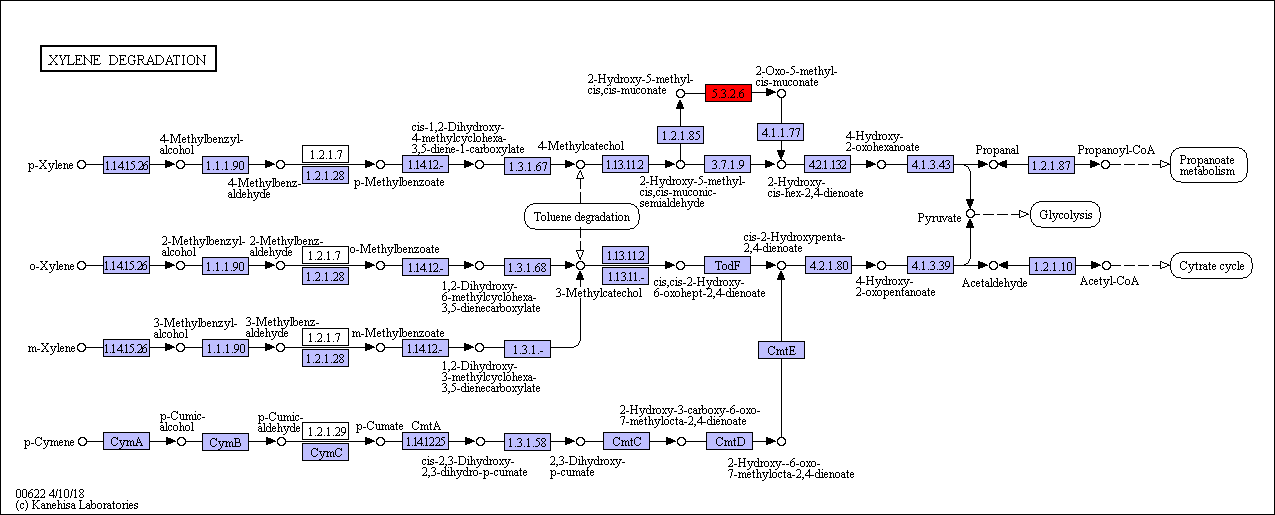 XYLENE DEGRADATION
2-Hydroxy-5-methyl-
cis,cis-muconate
5.3.2.6
2-Oxo-5-methyl-
cis-muconate
1.2.1.85
4.1.1.77
p-Xylene
1.14.15.26
4-Methylbenzyl-
alcohol
1.1.1.90
4-Methylbenz-
aldehyde
1.2.1.7
1.2.1.28
p-Methylbenzoate
1.14.12.-
cis-1,2-Dihydroxy-
4-methylcyclohexa-
3,5-diene-1-carboxylate
1.3.1.67
4-Methylcatechol
1.13.11.2
2-Hydroxy-5-methyl-
cis,cis-muconic-
semialdehyde
3.7.1.9
2-Hydroxy-
cis-hex-2,4-dienoate
4.2.1.132
4-Hydroxy-
2-oxohexanoate
4.1.3.43
Propanal
1.2.1.87
Propanoyl-CoA
Propanoate
metabolism
Toluene degradation
Pyruvate
Glycolysis
o-Xylene
1.14.15.26
2-Methylbenzyl-
alcohol
1.1.1.90
2-Methylbenz-
aldehyde
1.2.1.7
1.2.1.28
o-Methylbenzoate
1.14.12.-
1,2-Dihydroxy-
6-methylcyclohexa-
3,5-dienecarboxylate
1.3.1.68
3-Methylcatechol
1.13.11.2
1.13.11.-
cis,cis-2-Hydroxy-
6-oxohept-2,4-dienoate
TodF
cis-2-Hydroxypenta-
2,4-dienoate
4.2.1.80
4-Hydroxy-
2-oxopentanoate
4.1.3.39
Acetaldehyde
1.2.1.10
Acetyl-CoA
Cytrate cycle
m-Xylene
1.14.15.26
3-Methylbenzyl-
alcohol
1.1.1.90
3-Methylbenz-
aldehyde
1.2.1.7
1.2.1.28
m-Methylbenzoate
1.14.12.-
1,2-Dihydroxy-
3-methylcyclohexa-
3,5-dienecarboxylate
1.3.1.-
CmtE
p-Cymene
CymA
p-Cumic-
alcohol
CymB
p-Cumic-
aldehyde
1.2.1.29
CymC
p-Cumate
CmtA
1.14.12.25
cis-2,3-Dihydroxy-
2,3-dihydro-p-cumate
1.3.1.58
2,3-Dihydroxy-
p-cumate
CmtC
2-Hydroxy-3-carboxy-6-oxo-
7-methylocta-2,4-dienoate
CmtD
2-Hydroxy--6-oxo-
7-methylocta-2,4-dienoate
00622 4/10/18
(c) Kanehisa Laboratories